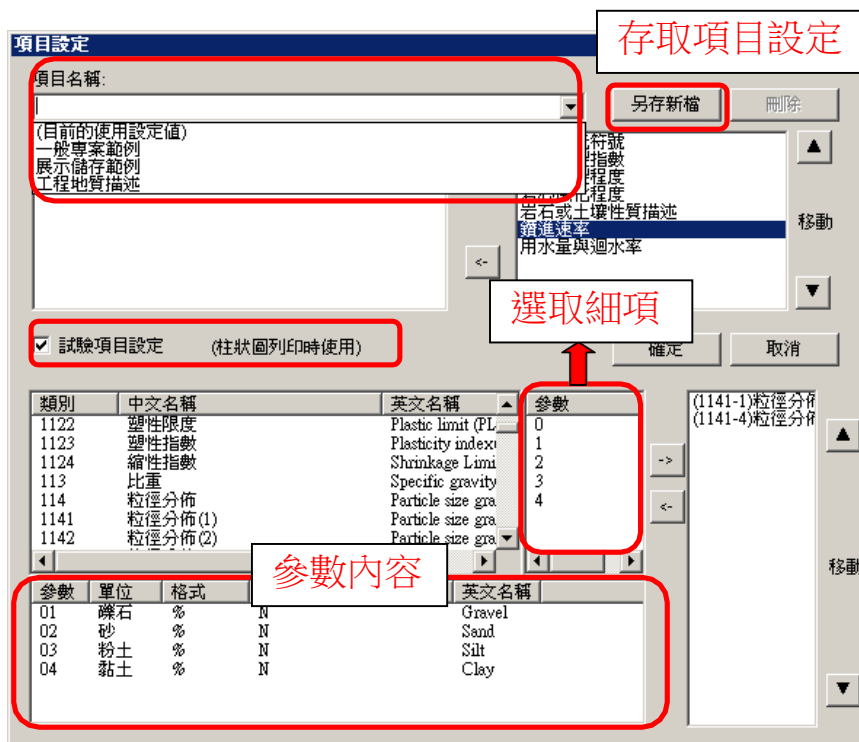 存取項目設定
項目設定
項目名稱:
另存新檔
刪除
(目前的使用設定值)
一般專案範例
展示儲存範例
工程地質描述
符號
指數
程度
程度
岩石或土壤性質描述
鑽進速率
用水量與迴水率
▲
移動
▼
<-
選取細項
試驗項目設定 (柱狀圖列印時使用)
確定
取消
類別 中文名稱 英文名稱
1122 塑性限度 Plastic limit (PL
1123 塑性指數 Plasticity index
1124 縮性指數 Shrinkage Limi
113 比重 Specific gravity
114 粒徑分佈 Particle size gra
1141 粒徑分佈(1) Particle size gra
1142 粒徑分佈(2) Particle size gra
參數
0
1
2
3
4
->
<-
(1141-1)粒徑分佈
(1141-4)粒徑分佈
▲
移動
▼
參數內容
參數 單位 格式 英文名稱
01 礫石 % N Gravel
02 砂 % N Sand
03 粉土 % N Silt
04 黏土 % N Clay